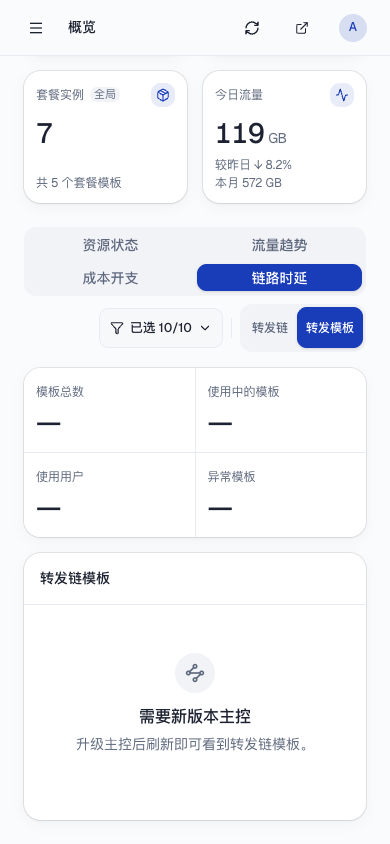 概览
A
套餐实例 全局
7
共 5 个套餐模板
今日流量
119 GB
较昨日 ↓ 8.2%
本月 572 GB
资源状态
流量趋势
成本开支
链路时延
已选 10/10
转发链
转发模板
模板总数
—
使用中的模板
—
使用用户
—
异常模板
—
转发链模板
需要新版本主控
升级主控后刷新即可看到转发链模板。